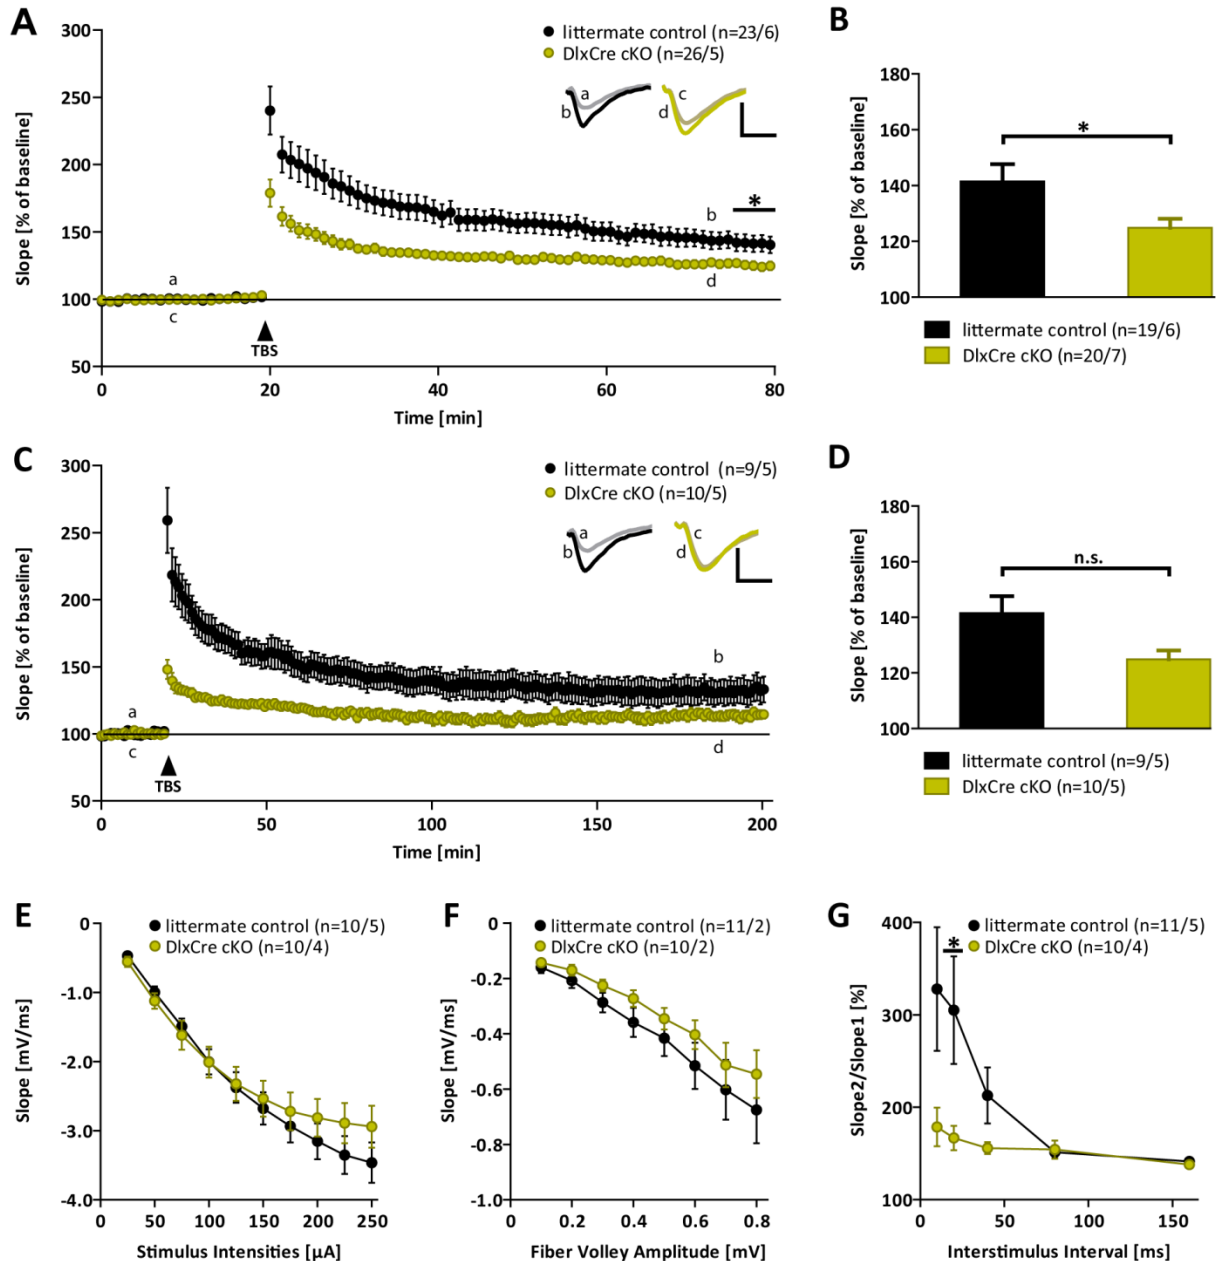 A
Slope [% of baseline]
300
250
200
150
100
50
littermate control (n=23/6)
DlxCre cKO (n=26/5)
a
b
c
d
b
*
d
a
c
TBS
0
20
40
60
80
Time [min]
B
Slope [% of baseline]
180
160
140
120
100
*
littermate control (n=19/6)
DlxCre cKO (n=20/7)
C
Slope [% of baseline]
300
250
200
150
100
50
littermate control (n=9/5)
DlxCre cKO (n=10/5)
a
b
c
d
b
d
a
c
TBS
0
50
100
150
200
Time [min]
D
Slope [% of baseline]
180
160
140
120
100
n.s.
littermate control (n=9/5)
DlxCre cKO (n=10/5)
E
Slope [mV/ms]
0
-1.0
-2.0
-3.0
-4.0
littermate control (n=10/5)
DlxCre cKO (n=10/4)
0
50
100
150
200
250
Stimulus Intensities [µA]
F
Slope [mV/ms]
0
-0.2
-0.4
-0.6
-0.8
-1.0
littermate control (n=11/2)
DlxCre cKO (n=10/2)
0
0.2
0.4
0.6
0.8
Fiber Volley Amplitude [mV]
G
Slope2/Slope1 [%]
400
300
200
100
littermate control (n=11/5)
DlxCre cKO (n=10/4)
*
0
50
100
150
Interstimulus Interval [ms]